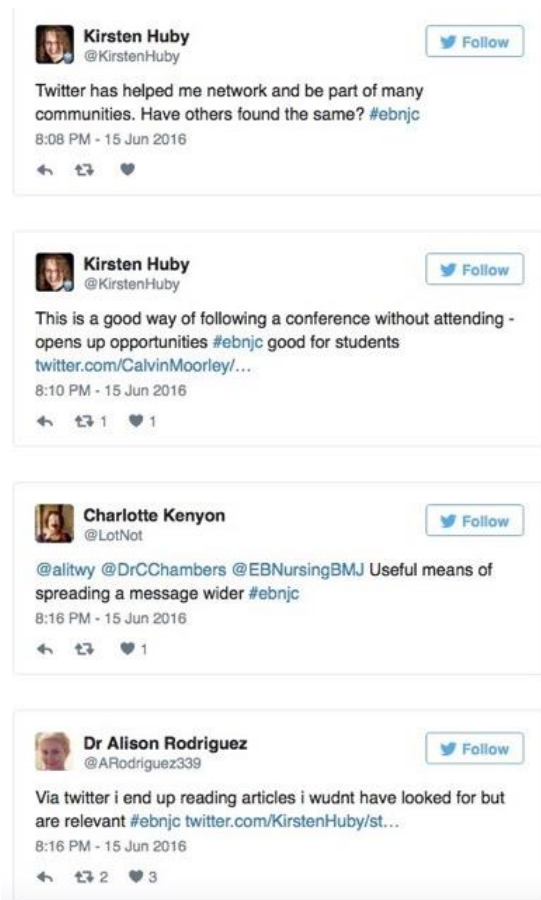 Kirsten Huby
Follow
@KirstenHuby
Twitter has helped me network and be part of many
communities. Have others found the same? #ebnjc
8:08 PM - 15 Jun 2016
Kirsten Huby
Follow
@KirstenHuby
This is a good way of following a conference without attending -
opens up opportunities #ebnjc good for students
twitter.com/CalvinMoorley/...
8:10 PM - 15 Jun 2016
1 1
Charlotte Kenyon
Follow
@LotNot
@alitwy @DrCChambers @EBNursingBMJ Useful means of
spreading a message wider #ebnjc
8:16 PM - 15 Jun 2016
1
Dr Alison Rodriguez
Follow
@ARodriguez339
Via twitter i end up reading articles i wudnt have looked for but
are relevant #ebnjc twitter.com/KirstenHuby/st...
8:16 PM - 15 Jun 2016
2 3